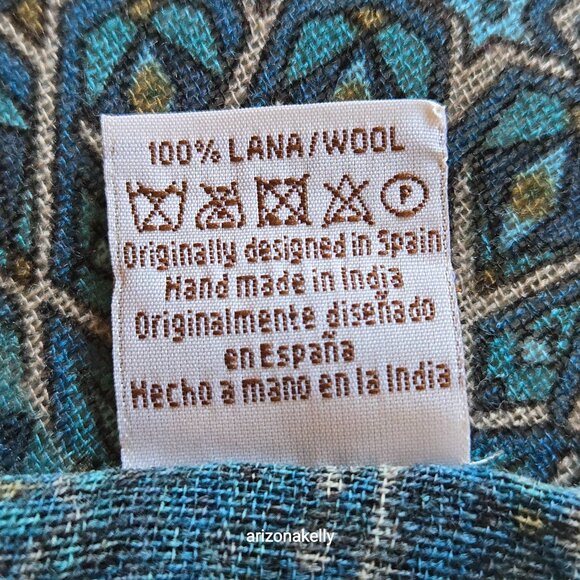 100% LANA/WOOL
P
Originally designed in Spain
Hand made in India
Originalmente diseñado
en España
Hecho a mano en la India
arizonakelly